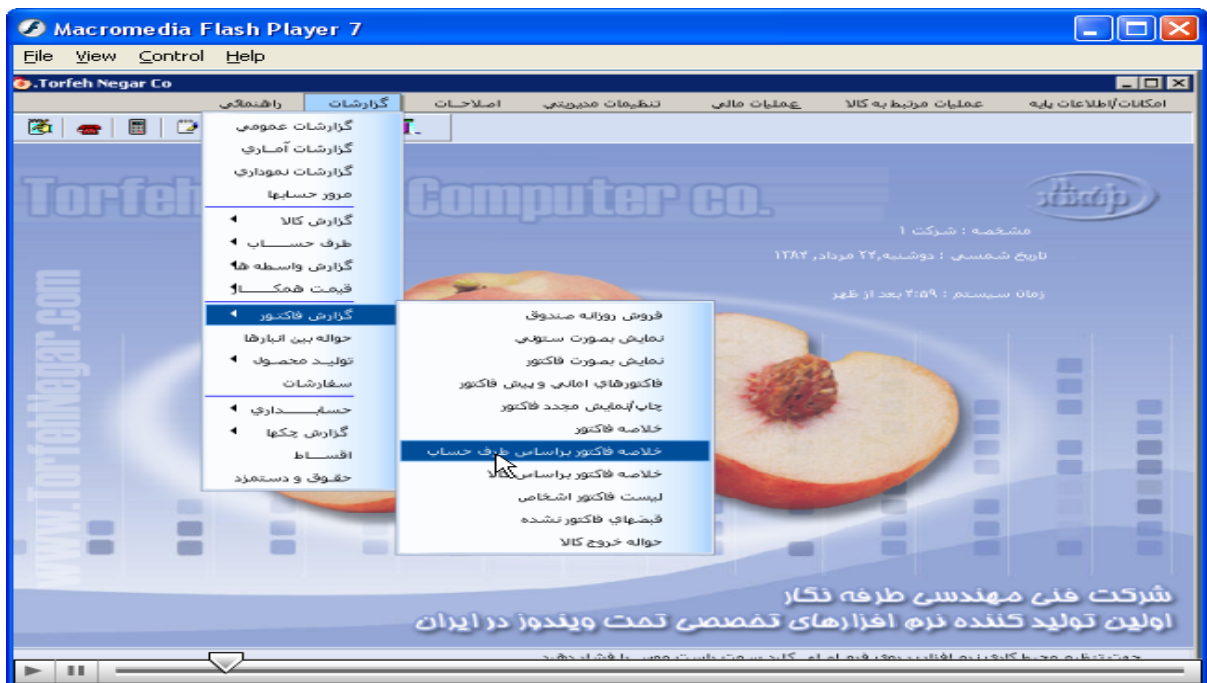 Macromedia Flash Player 7
File View Control Help
.Torfeh Negar Co
امکانات/اطلاعات پایه عملیات مرتبط به کالا عملیات مالی تنظیمات مدیریتی اصلاحات گزارشات راهنمائی
گزارشات عمومی
گزارشات آماري
گزارشات نموداري
مرور حسابها
گزارش کالا
طرف حساب
گزارش واسطه ها
قیمت همکار
گزارش فاکتور
حواله بین انبارها
تولید محصول
سفارشات
حسابداري
گزارش چکها
اقساط
حقوق و دستمزد
فروش روزانه صندوق
نمایش بصورت ستونی
نمایش بصورت فاکتور
فاکتورهاي امانی و پیش فاکتور
چاپ/نمایش مجدد فاکتور
خلاصه فاکتور
خلاصه فاکتور براساس طرف حساب
خلاصه فاکتور براساس کالا
لیست فاکتور اشخاص
قبضهاي فاکتور نشده
حواله خروج کالا
Torfeh Computer co.
مشخصه : شرکت ۱
تاریخ شمسی : دوشنبه,۲۴ مرداد, ۱۳۸۴
زمان سیستم : ۴:۵۹ بعد از ظهر
www.TorfehNegar.com
شرکت فنی مهندسی طرفه نگار
اولین تولید کننده نرم افزارهای تخصصی تحت ویندوز در ایران